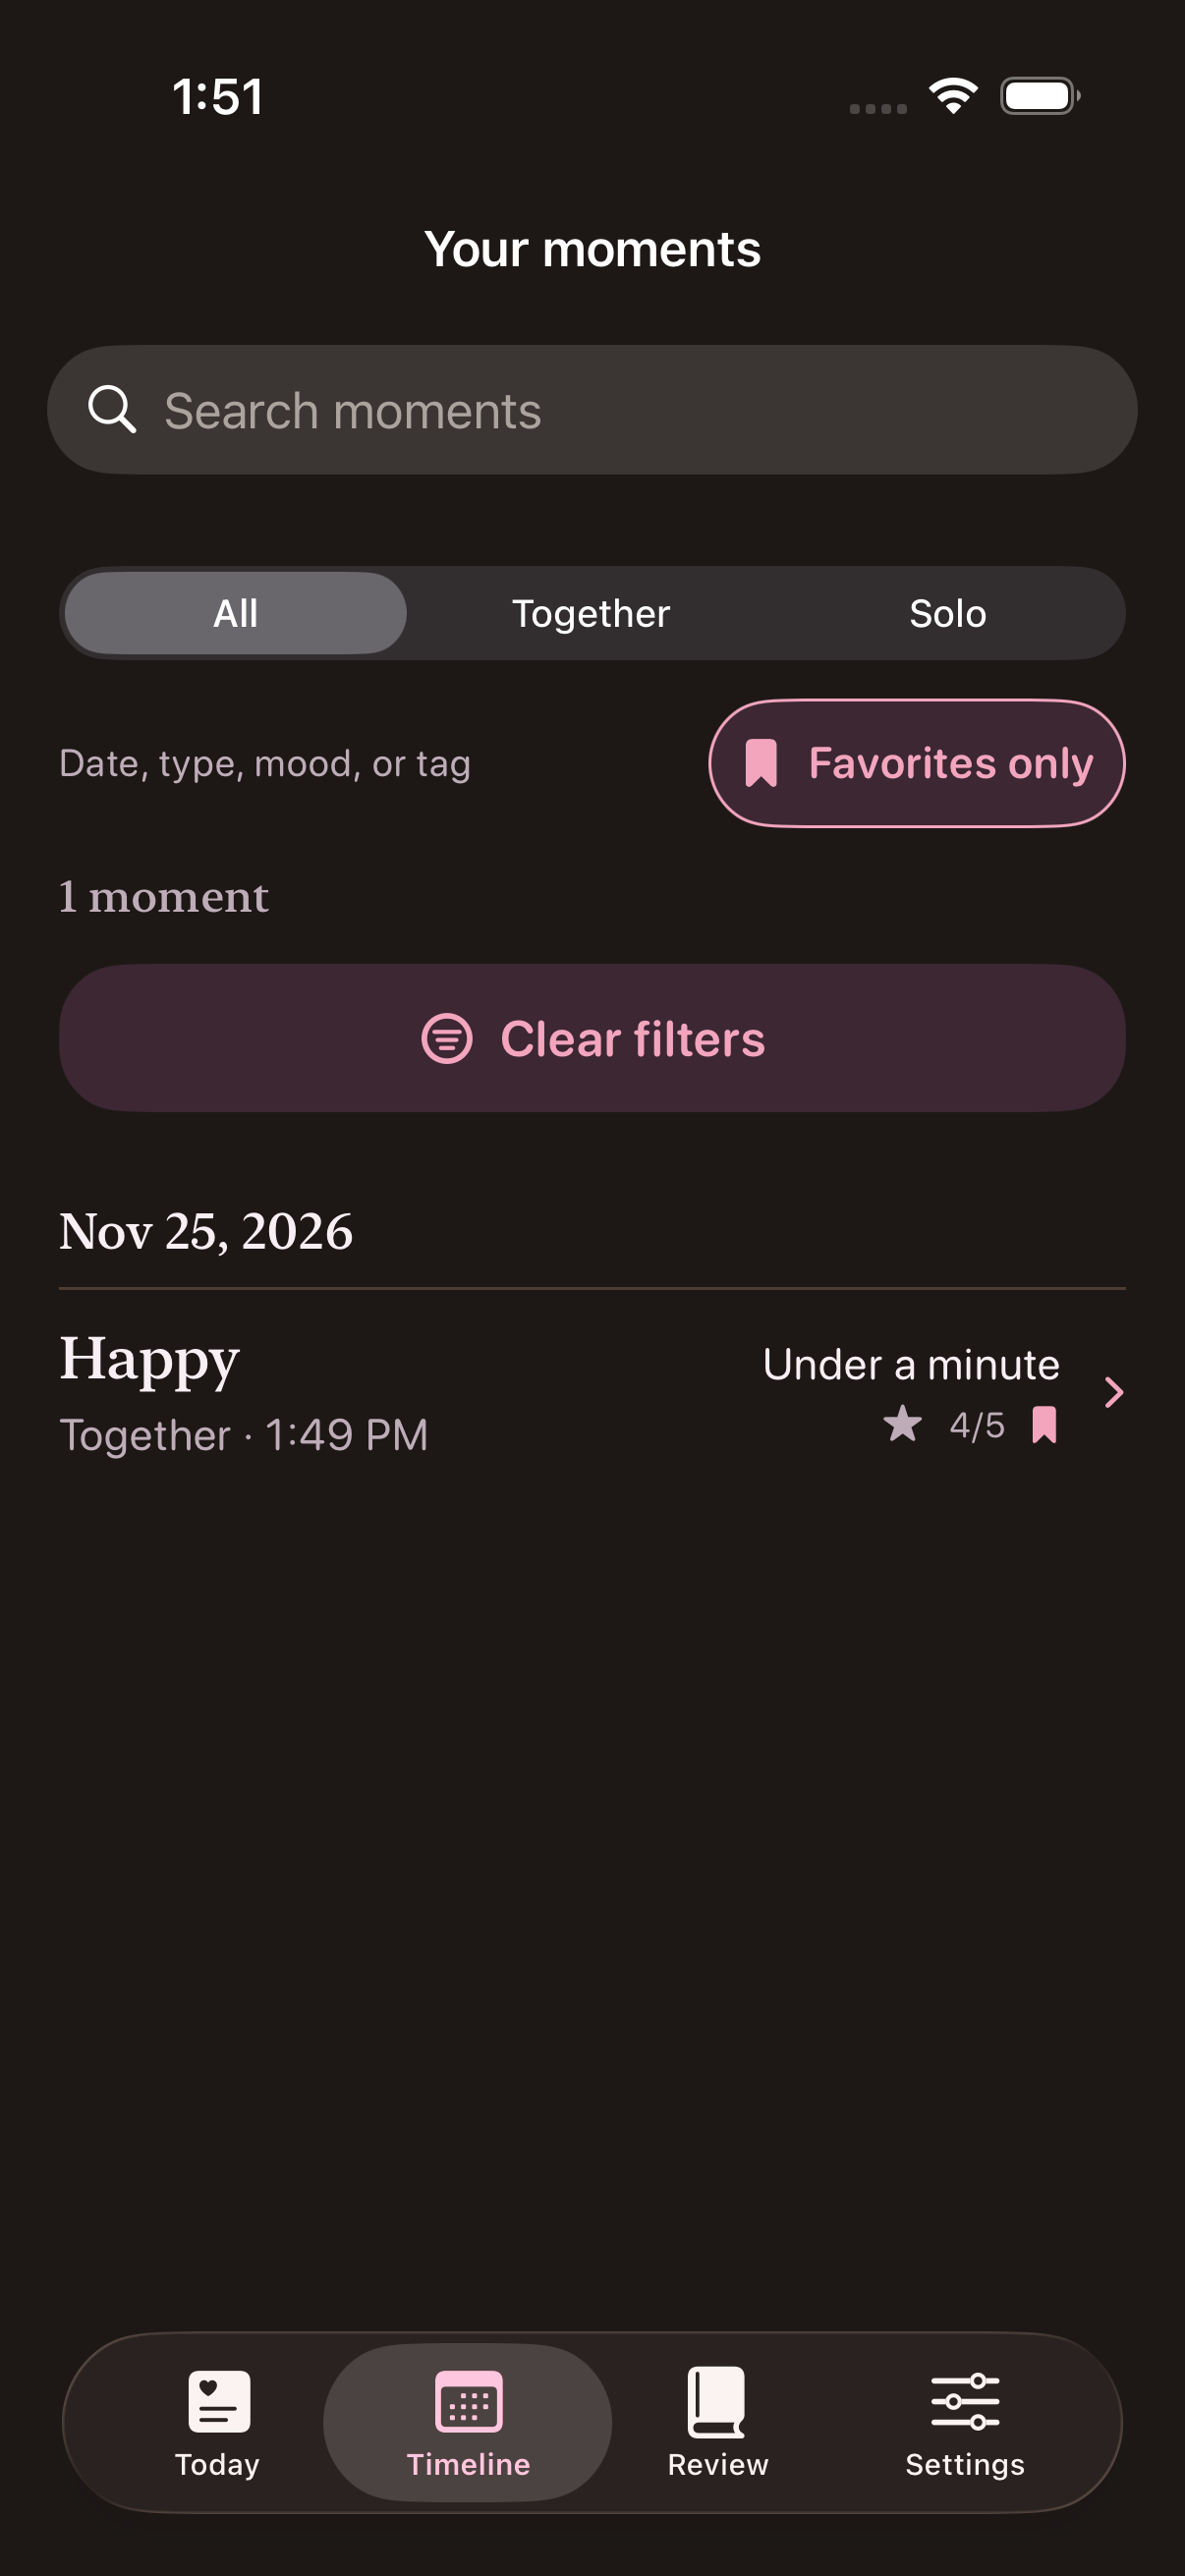 1:51
Your moments
Search moments
All Together Solo
Date, type, mood, or tag
Favorites only
1 moment
Clear filters
Nov 25, 2026
Happy
Under a minute
Together · 1:49 PM
4/5
Today Timeline Review Settings